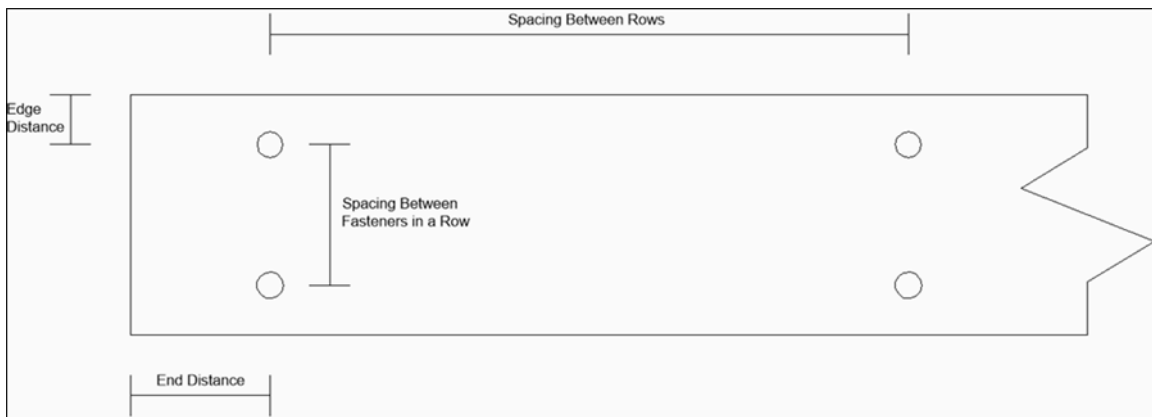 Spacing Between Rows
Edge
Distance
Spacing Between
Fasteners in a Row
End Distance